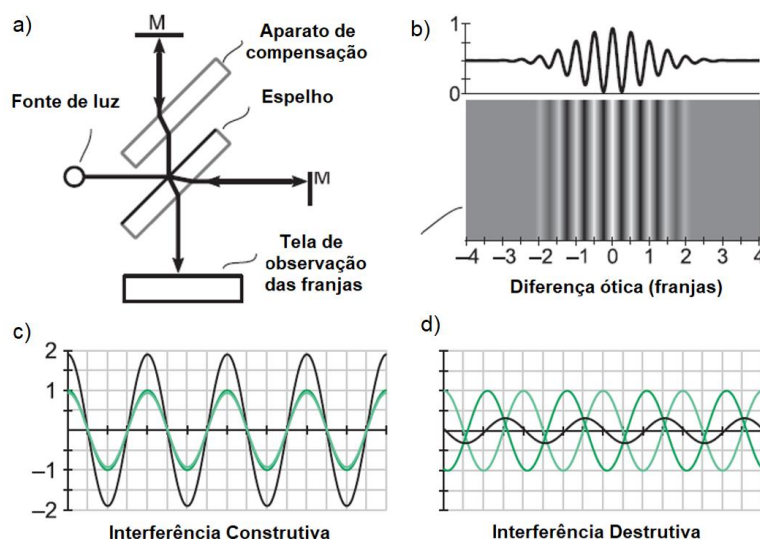 a)
M
Aparato de
compensação
Fonte de luz
Espelho
M
Tela de
observação
das franjas
b)
1
0
−4 −3 −2 −1 0 1 2 3 4
Diferença ótica (franjas)
c)
2
1
0
−1
−2
Interferência Construtiva
d)
Interferência Destrutiva